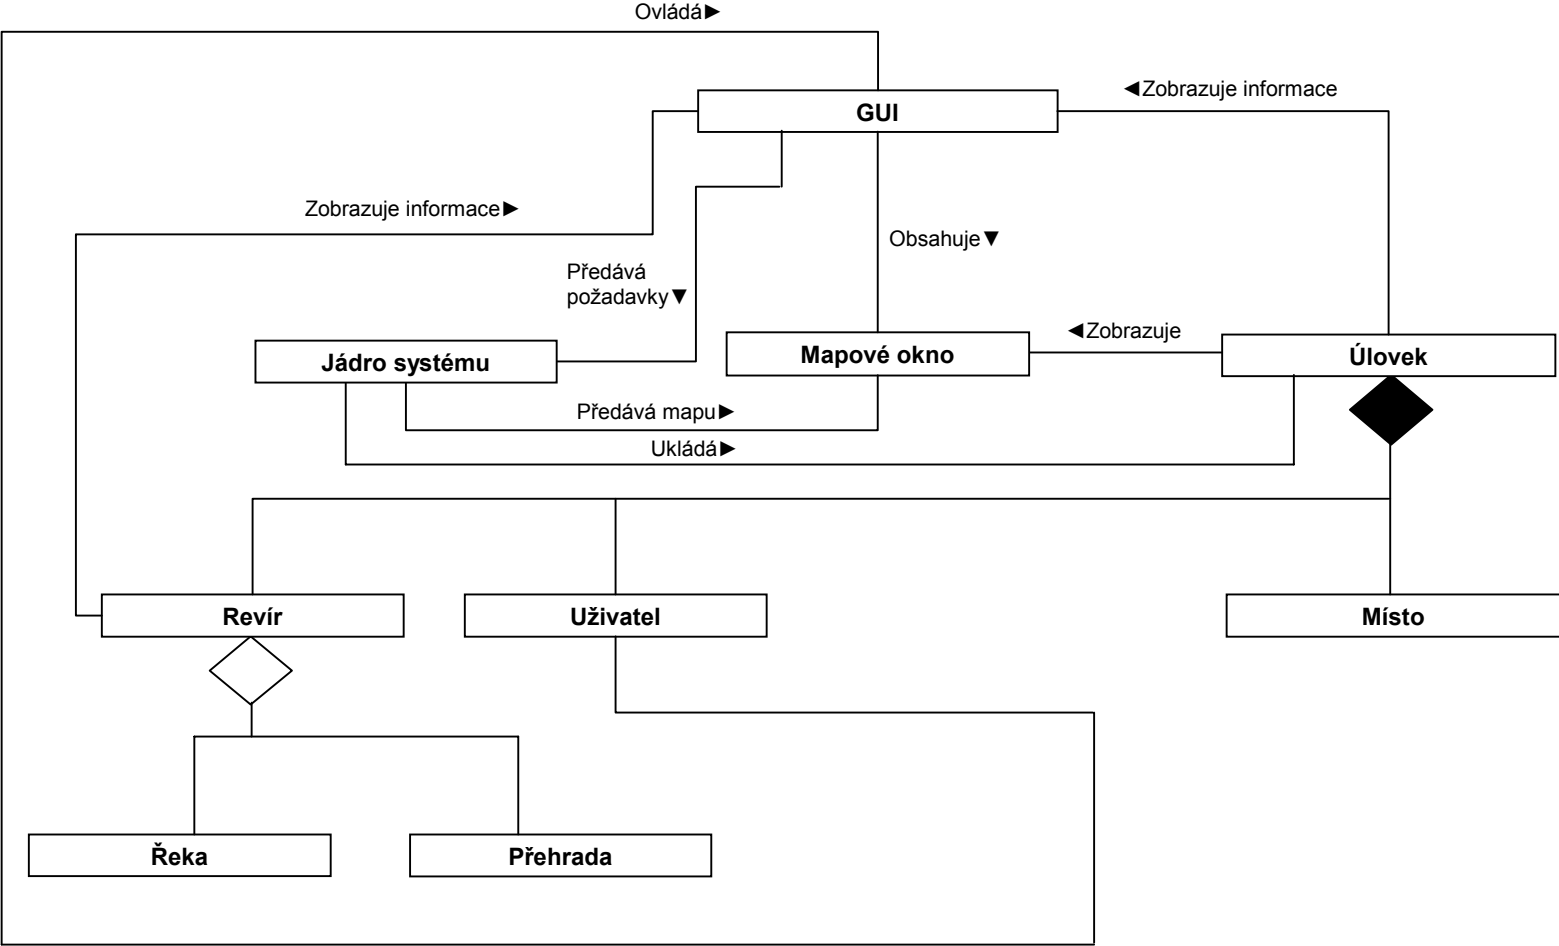 Ovládá►
◄Zobrazuje informace
GUI
Zobrazuje informace►
Obsahuje▼
Předává
požadavky▼
◄Zobrazuje
Jádro systému
Mapové okno
Úlovek
Předává mapu►
Ukládá►
Revír
Uživatel
Místo
Řeka
Přehrada